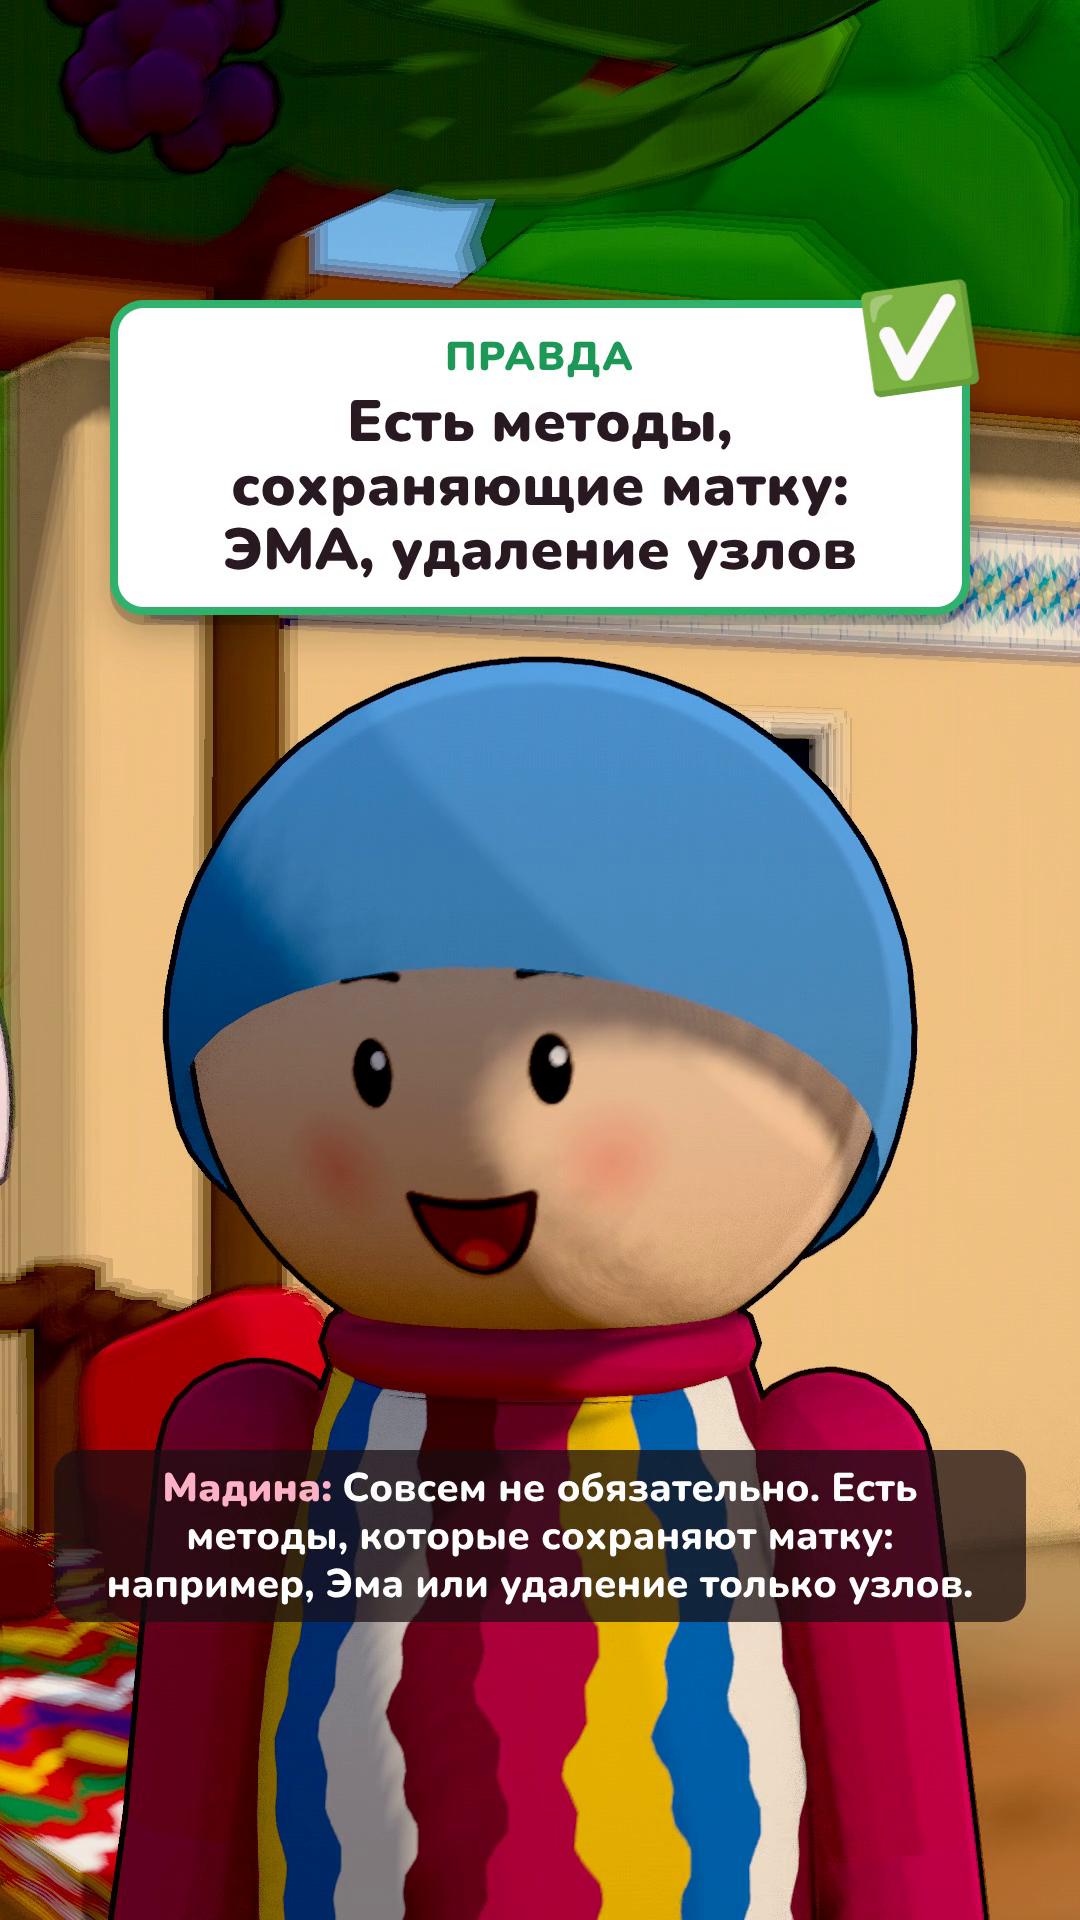 ПРАВДА
Есть методы,
сохраняющие матку:
ЭМА, удаление узлов
Мадина: Совсем не обязательно. Есть
методы, которые сохраняют матку:
например, Эма или удаление только узлов.